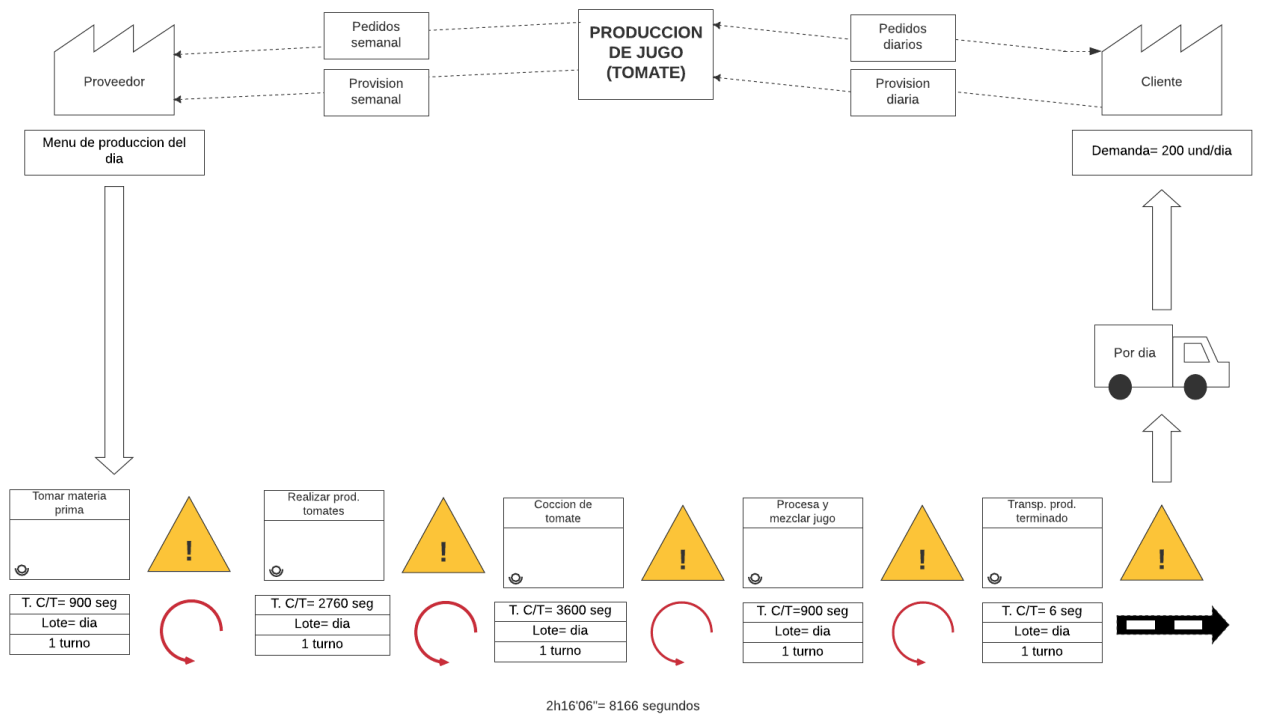 Proveedor
Pedidos
semanal
Provision
semanal
PRODUCCION
DE JUGO
(TOMATE)
Pedidos
diarios
Provision
diaria
Cliente
Menu de produccion del
dia
Demanda= 200 und/dia
Por dia
Tomar materia
prima
!
Realizar prod.
tomates
!
Coccion de
tomate
!
Procesa y
mezclar jugo
!
Transp. prod.
terminado
!
T. C/T= 900 seg
Lote= dia
1 turno
T. C/T= 2760 seg
Lote= dia
1 turno
T. C/T= 3600 seg
Lote= dia
1 turno
T. C/T=900 seg
Lote= dia
1 turno
T. C/T= 6 seg
Lote= dia
1 turno
2h16'06"= 8166 segundos